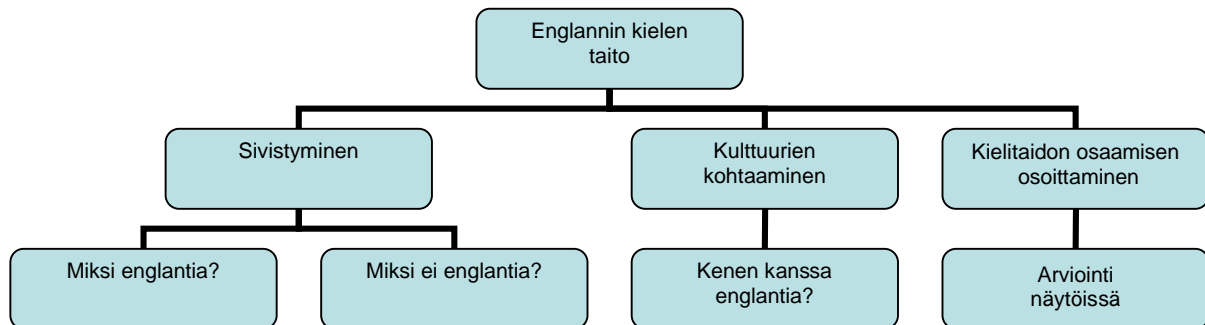 Englannin kielen
taito
Sivistyminen
Kulttuurien
kohtaaminen
Kielitaidon osaamisen
osoittaminen
Miksi englantia?
Miksi ei englantia?
Kenen kanssa
englantia?
Arviointi
näytöissä